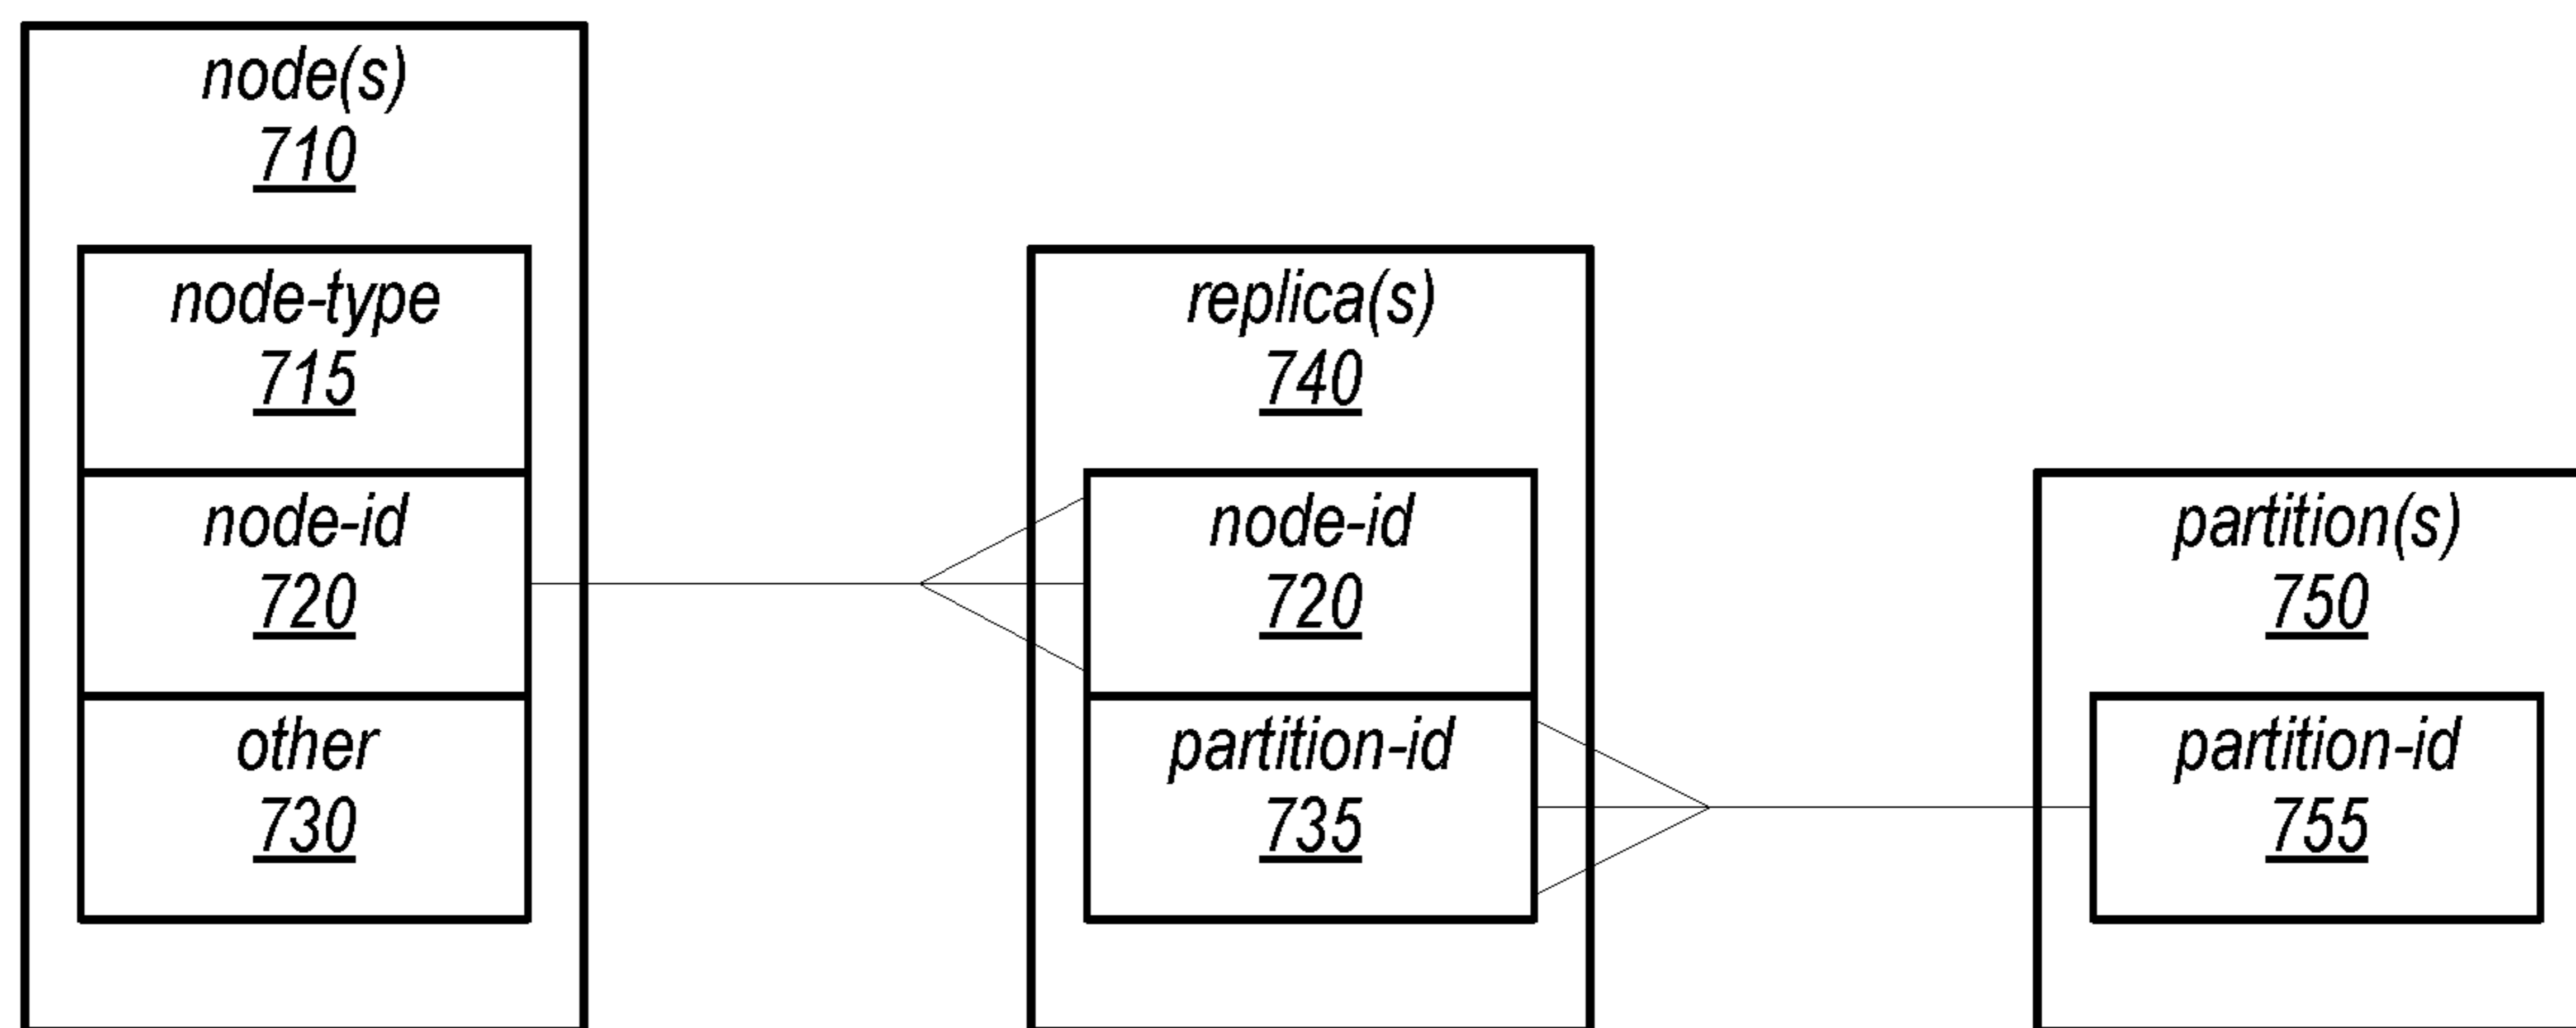 node(s)
710
node-type
715
node-id
720
other
730
replica(s)
740
node-id
720
partition-id
735
partition(s)
750
partition-id
755